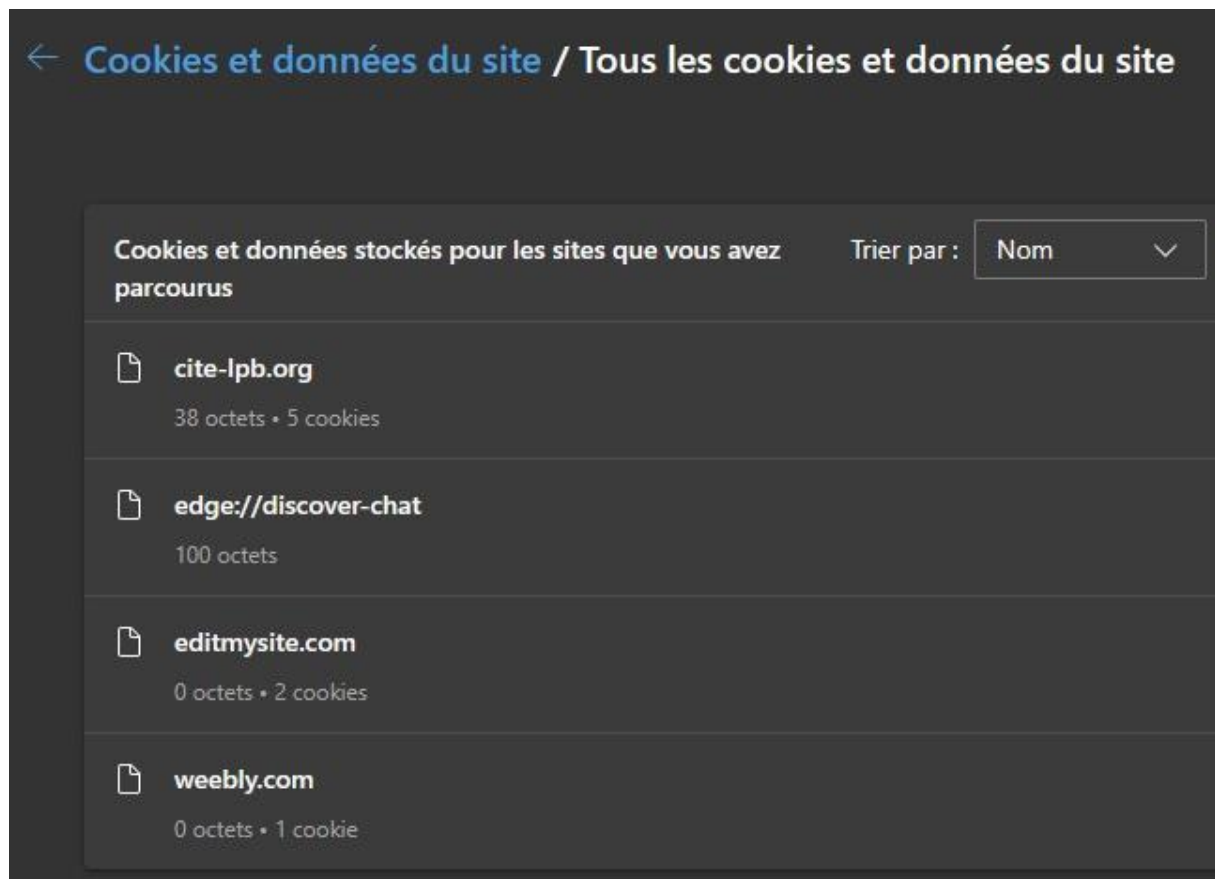 Cookies et données du site / Tous les cookies et données du site
Cookies et données stockés pour les sites que vous avez
parcourus
Trier par : Nom
cite-lpb.org
38 octets • 5 cookies
edge://discover-chat
100 octets
editmysite.com
0 octets • 2 cookies
weebly.com
0 octets • 1 cookie